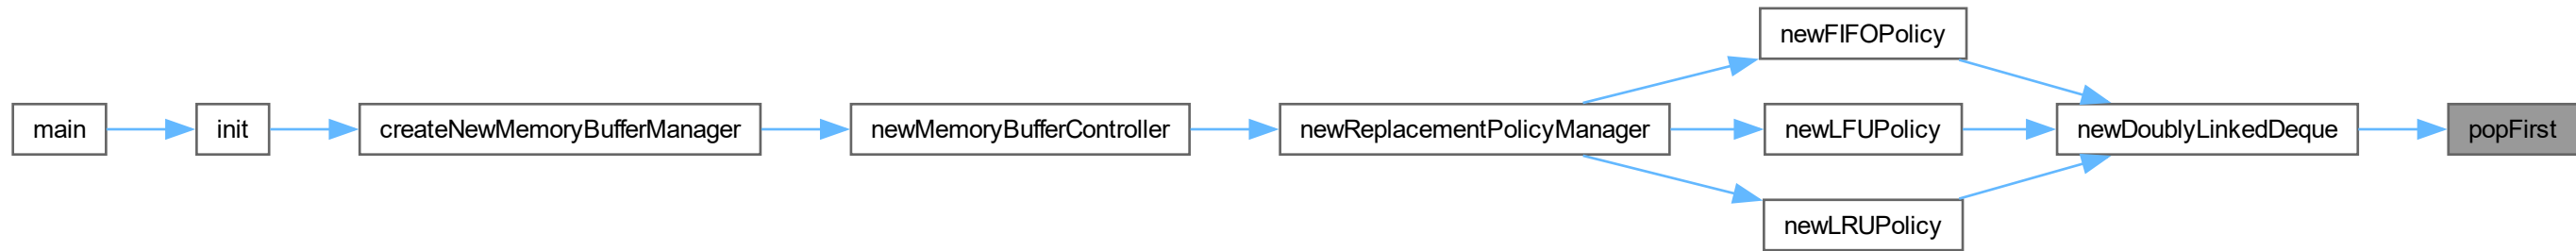 main
init
createNewMemoryBufferManager
newMemoryBufferController
newReplacementPolicyManager
newFIFOPolicy
newLFUPolicy
newLRUPolicy
newDoublyLinkedDeque
popFirst